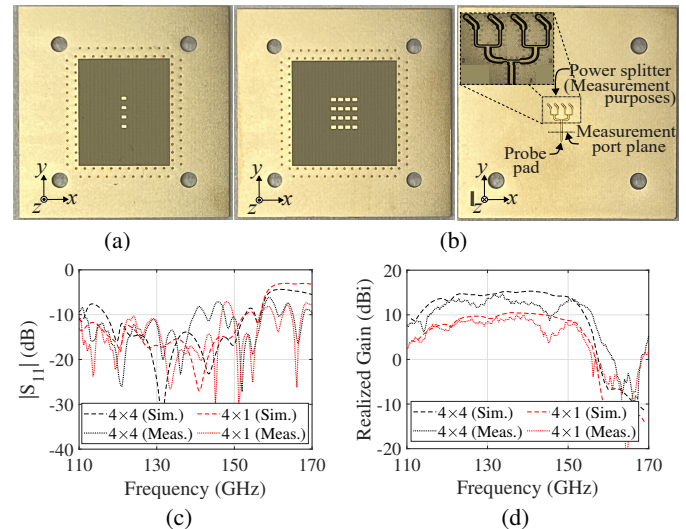 Power splitter
(Measurement
purposes)
Measurement
port plane
Probe
pad
y
z
x
y
z
x
y
z
x
(a)
(b)
0
-10
-20
-30
-40
|S11| (dB)
4×4 (Sim.)
4×1 (Sim.)
4×4 (Meas.)
4×1 (Meas.)
110
130
150
170
Frequency (GHz)
(c)
20
10
0
-10
-20
Realized Gain (dBi)
4×4 (Sim.)
4×1 (Sim.)
4×4 (Meas.)
4×1 (Meas.)
110
130
150
170
Frequency (GHz)
(d)